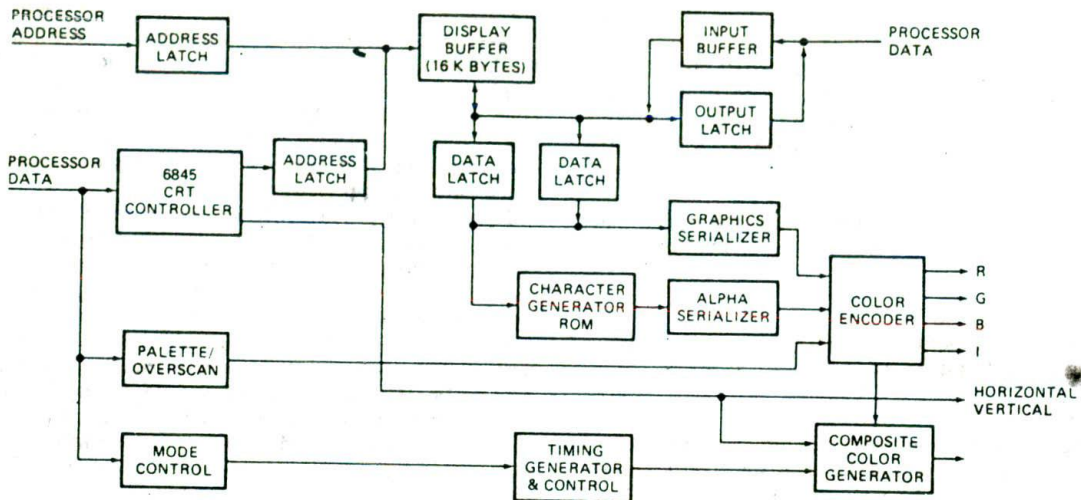 PROCESSOR
ADDRESS
ADDRESS
LATCH
DISPLAY
BUFFER
(16 K BYTES)
INPUT
BUFFER
PROCESSOR
DATA
OUTPUT
LATCH
PROCESSOR
DATA
6845
CRT
CONTROLLER
ADDRESS
LATCH
DATA
LATCH
DATA
LATCH
GRAPHICS
SERIALIZER
CHARACTER
GENERATOR
ROM
ALPHA
SERIALIZER
COLOR
ENCODER
R
G
B
I
PALETTE/
OVERSCAN
HORIZONTAL
VERTICAL
MODE
CONTROL
TIMING
GENERATOR
& CONTROL
COMPOSITE
COLOR
GENERATOR